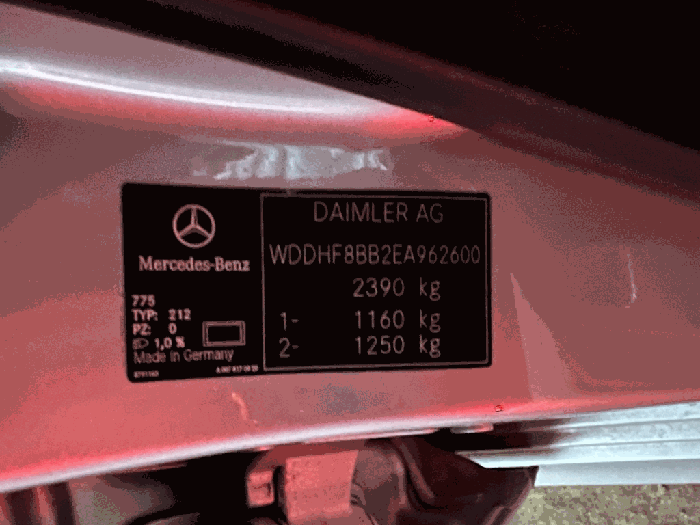 Mercedes-Benz
775
TYP: 212
PZ: 0
1,0 %
Made in Germany
DAIMLER AG
WDDHF8BB2EA962600
2390 kg
1- 1160 kg
2- 1250 kg